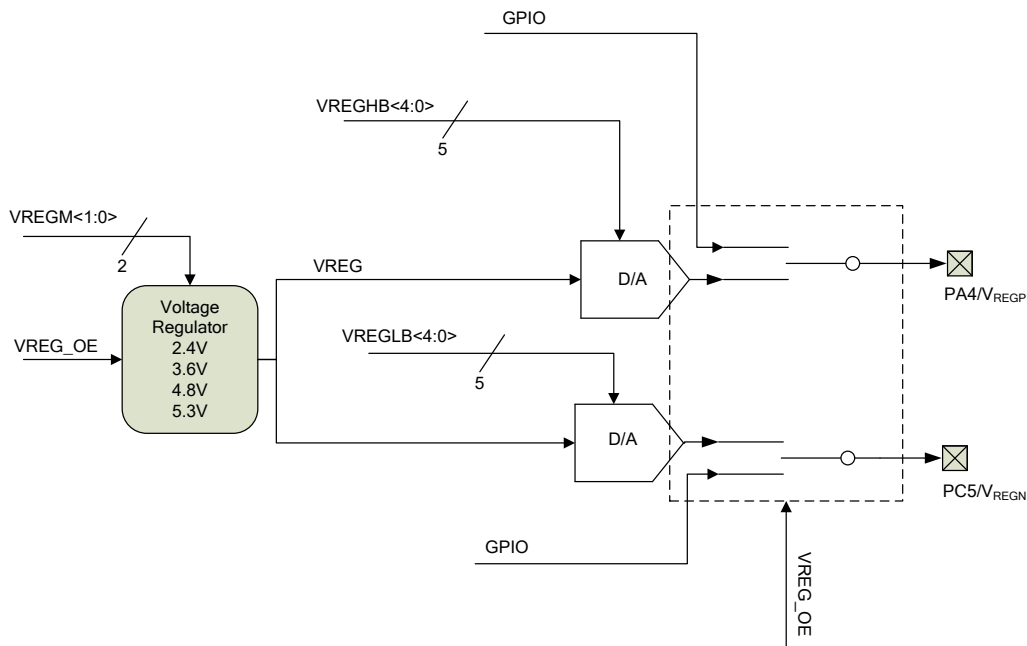 GPIO
VREGHB<4:0>
5
VREGM<1:0>
2
VREG
D/A
PA4/VREGP
Voltage
Regulator
2.4V
3.6V
4.8V
5.3V
VREG_OE
VREGLB<4:0>
5
D/A
PC5/VREGN
GPIO
VREG_OE